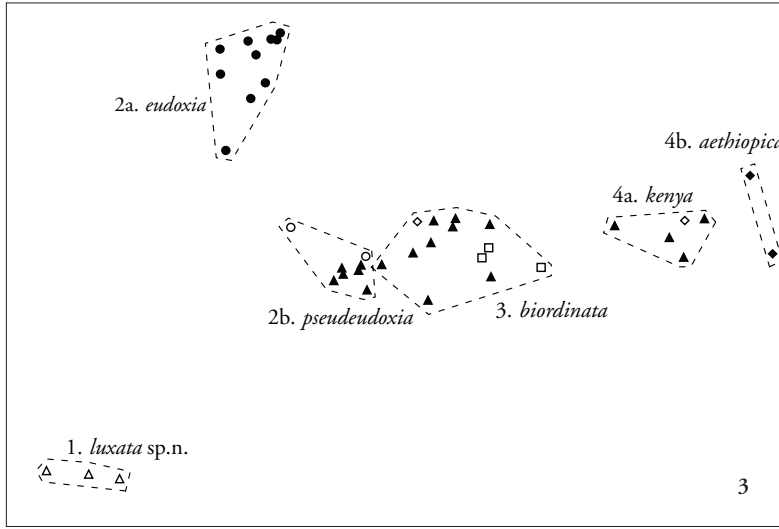 2a. eudoxia
4b. aethiopica
4a. kenya
2b. pseudeudoxia
3. biordinata
1. luxata sp.n.
3